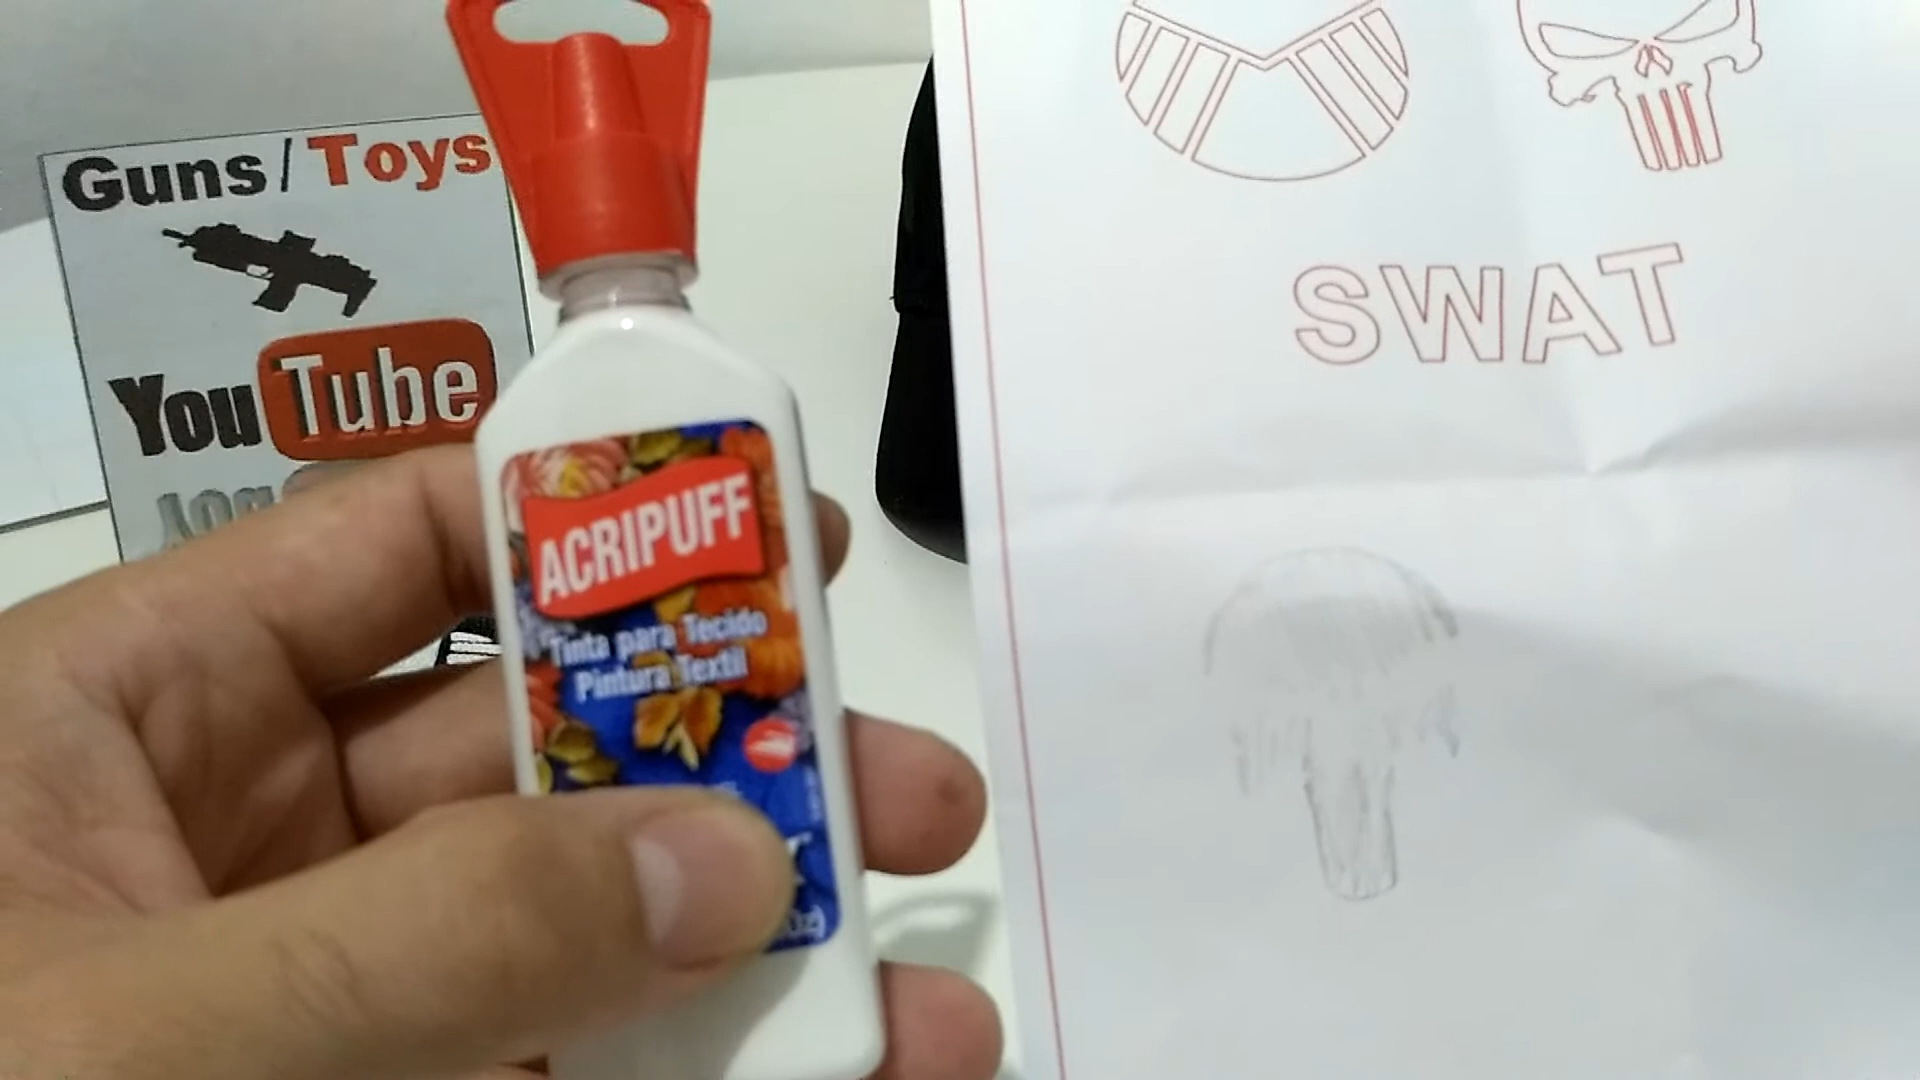 Guns/Toys
YouTube
ACRIPUFF
Tinta para Tecido
Pintura Textil
SWAT